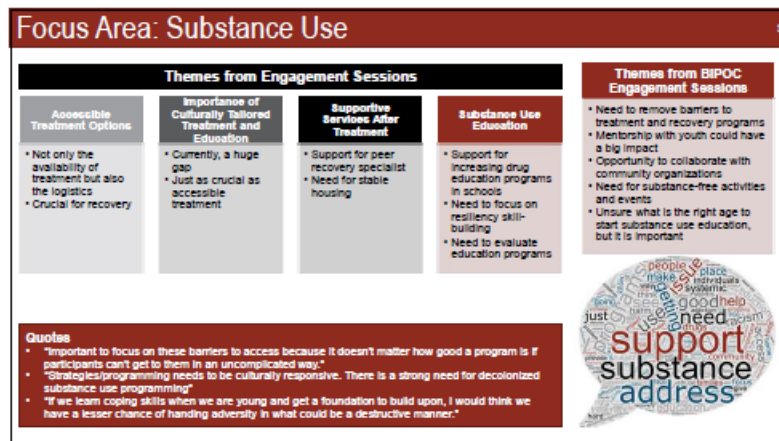 Focus Area: Substance Use
Themes from Engagement Sessions
Accessible
Treatment Options
• Not only the
availability of
treatment but also
the logistics
• Crucial for recovery
Importance of
Culturally Tailored
Treatment and
Education
• Currently, a huge
gap
• Just as crucial as
accessible
treatment
Supportive
Services After
Treatment
• Support for peer
recovery specialist
• Need for stable
housing
Substance Use
Education
• Support for
increasing drug
education programs
in schools
• Need to focus on
resiliency skill-
building
• Need to evaluate
education programs
Themes from BIPOC
Engagement Sessions
• Need to remove barriers to
treatment and recovery programs
• Mentorship with youth could have
a big impact
• Opportunity to collaborate with
community organizations
• Need for substance-free activities
and events
• Unsure what is the right age to
start substance use education,
but it is important
Quotes
• "Important to focus on these barriers to access because it doesn't matter how good a program is if
participants can't get to them in an uncomplicated way."
• "Strategies/programming needs to be culturally responsive. There is a strong need for decolonized
substance use programming"
• "If we learn coping skills when we are young and get a foundation to build upon, I would think we
have a lesser chance of handing adversity in what could be a destructive manner."
people
issue
place
make
individuals
systemic
getting
good
help
just
use
need
racism
support
substance
community
address
education